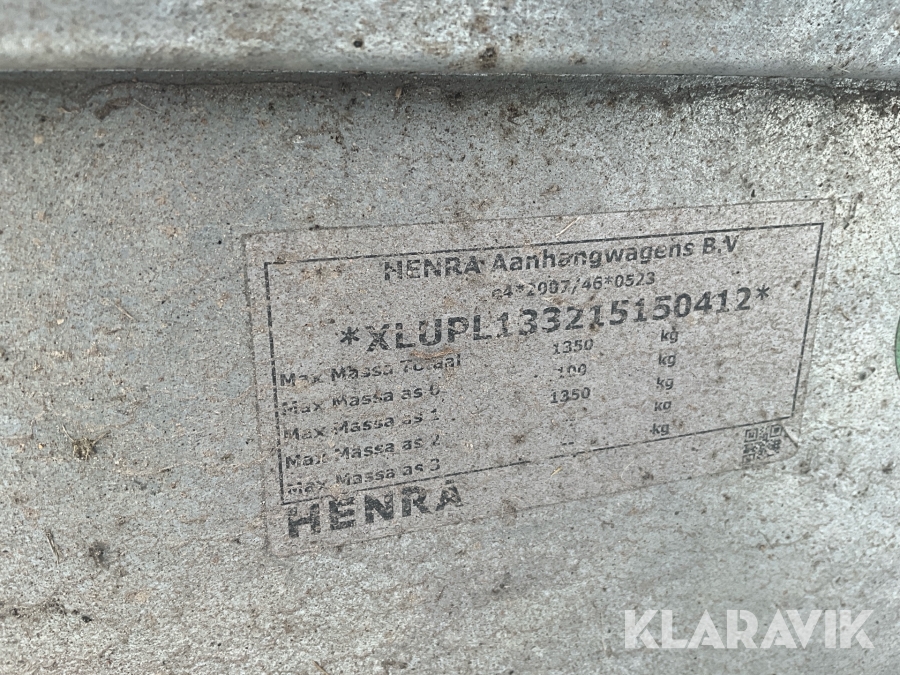 HENRA Aanhangwagens B.V
e4*2007/46*0523
*XLUPL133215150412*
Max Massa Totaal 1350 kg
Max Massa as 0 100 kg
Max Massa as 1 1350 kg
Max Massa as 2 -- kg
Max Massa as 3 -- kg
HENRA
KLARAVIK